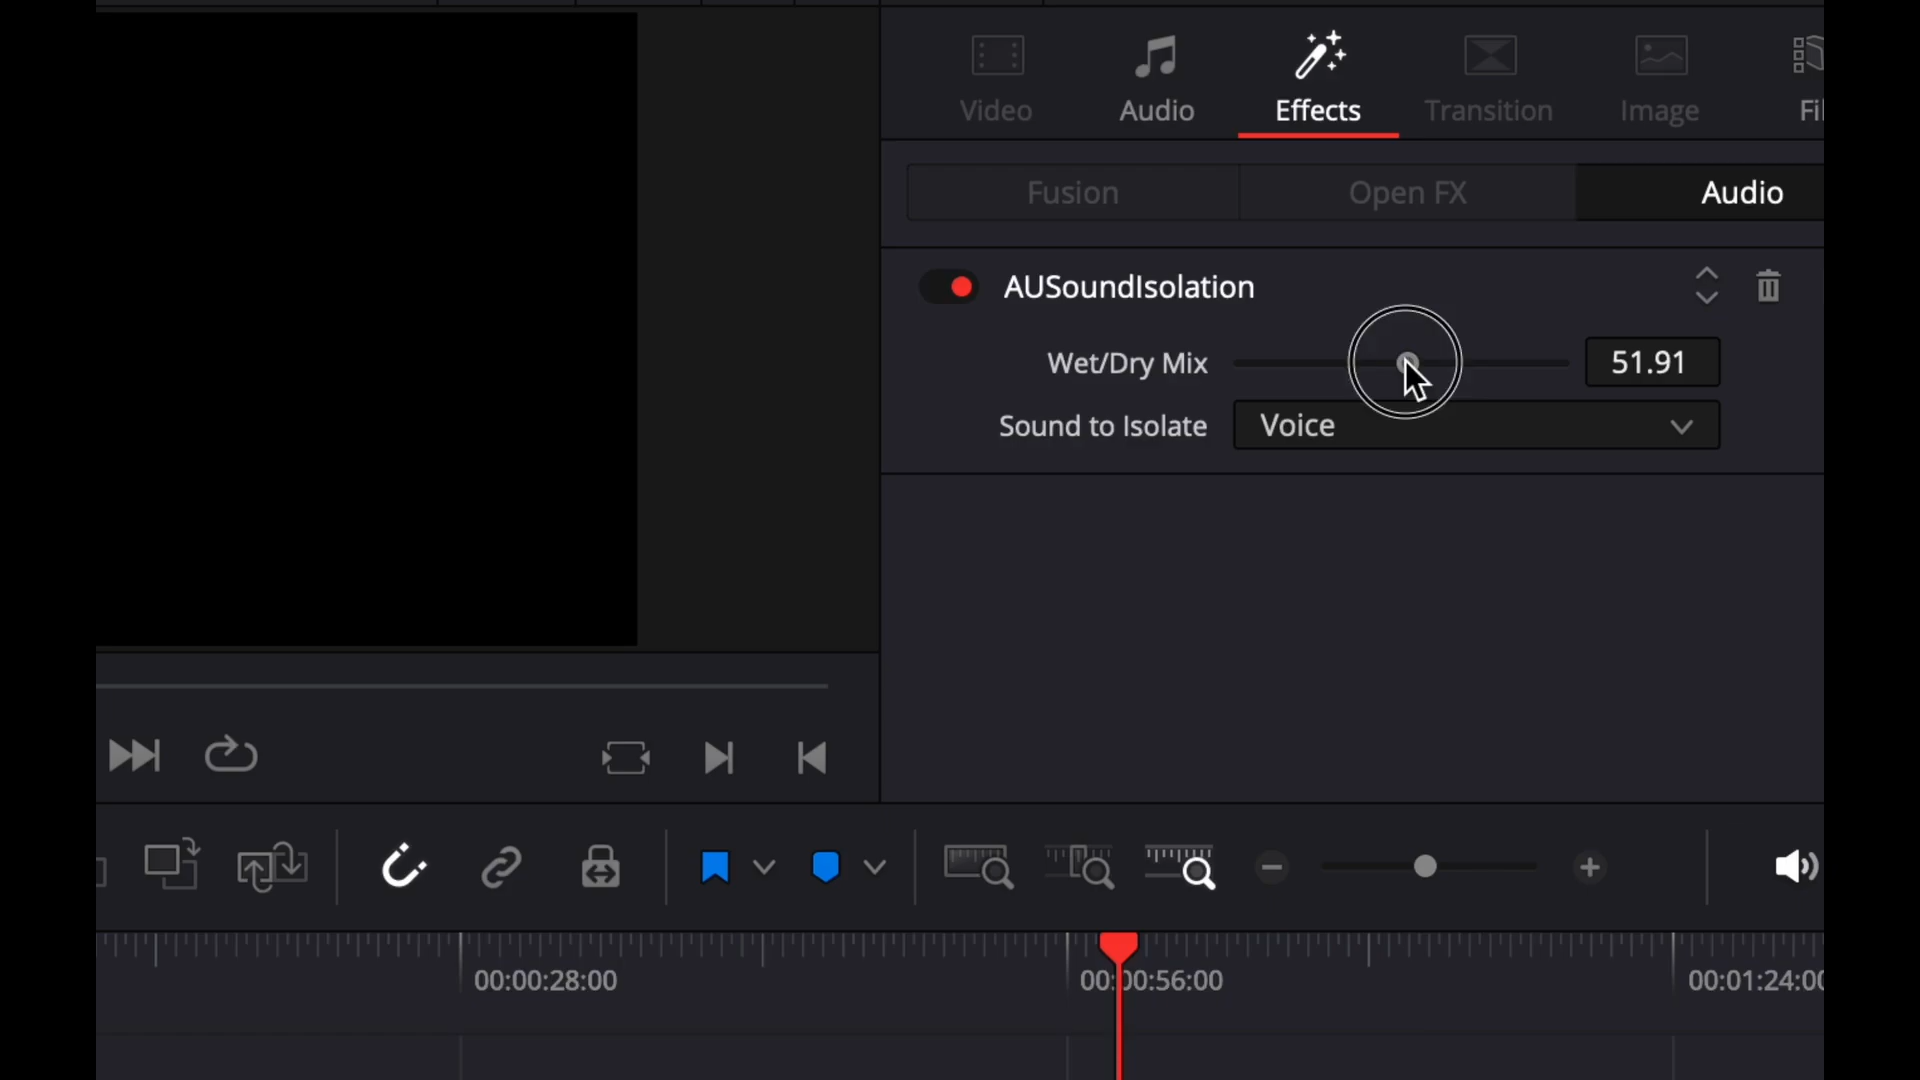 Video
Audio
Effects
Transition
Image
Fusion
Open FX
Audio
AUSoundIsolation
Wet/Dry Mix
51.91
Sound to Isolate
Voice
00:00:28:00
00:00:56:00